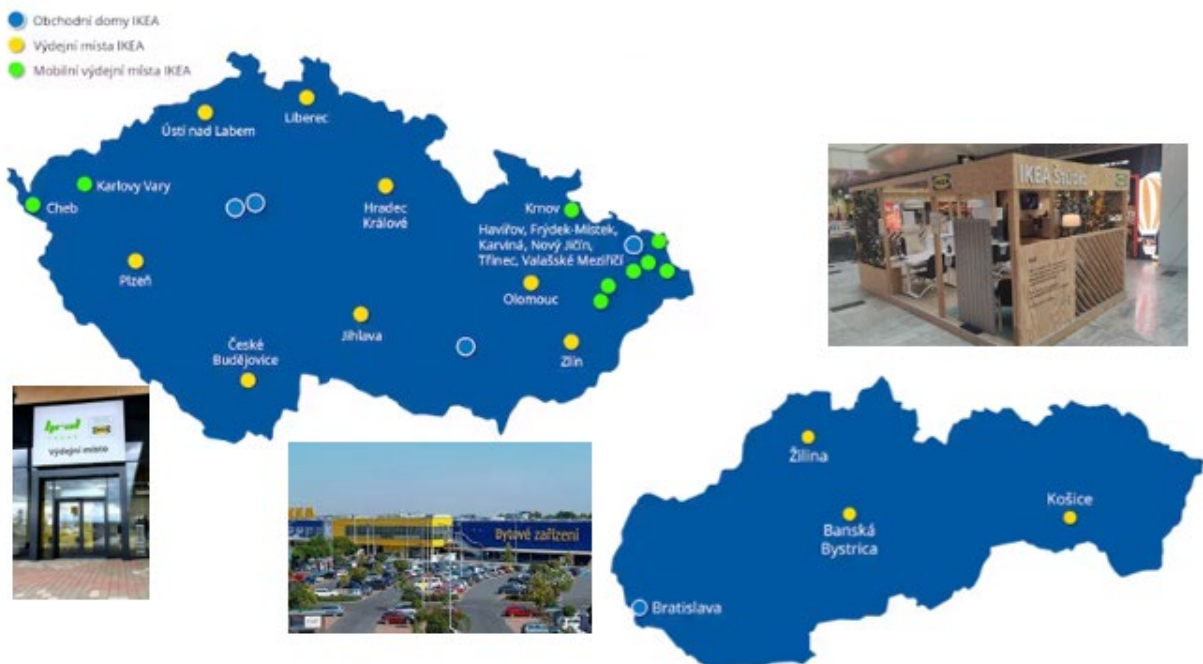 Obchodní domy IKEA
Výdejní místa IKEA
Mobilní výdejní místa IKEA
Liberec
Ústí nad Labem
Karlovy Vary
Cheb
Hradec
Králové
Krnov
Havířov, Frýdek-Místek,
Karviná, Nový Jičín,
Třinec, Valašské Meziříčí
Plzeň
Olomouc
Jihlava
České
Budějovice
Zlín
IKEA Studio
IKEA
Výdejní místo
Bytové zařízení
Žilina
Košice
Banská
Bystrica
Bratislava